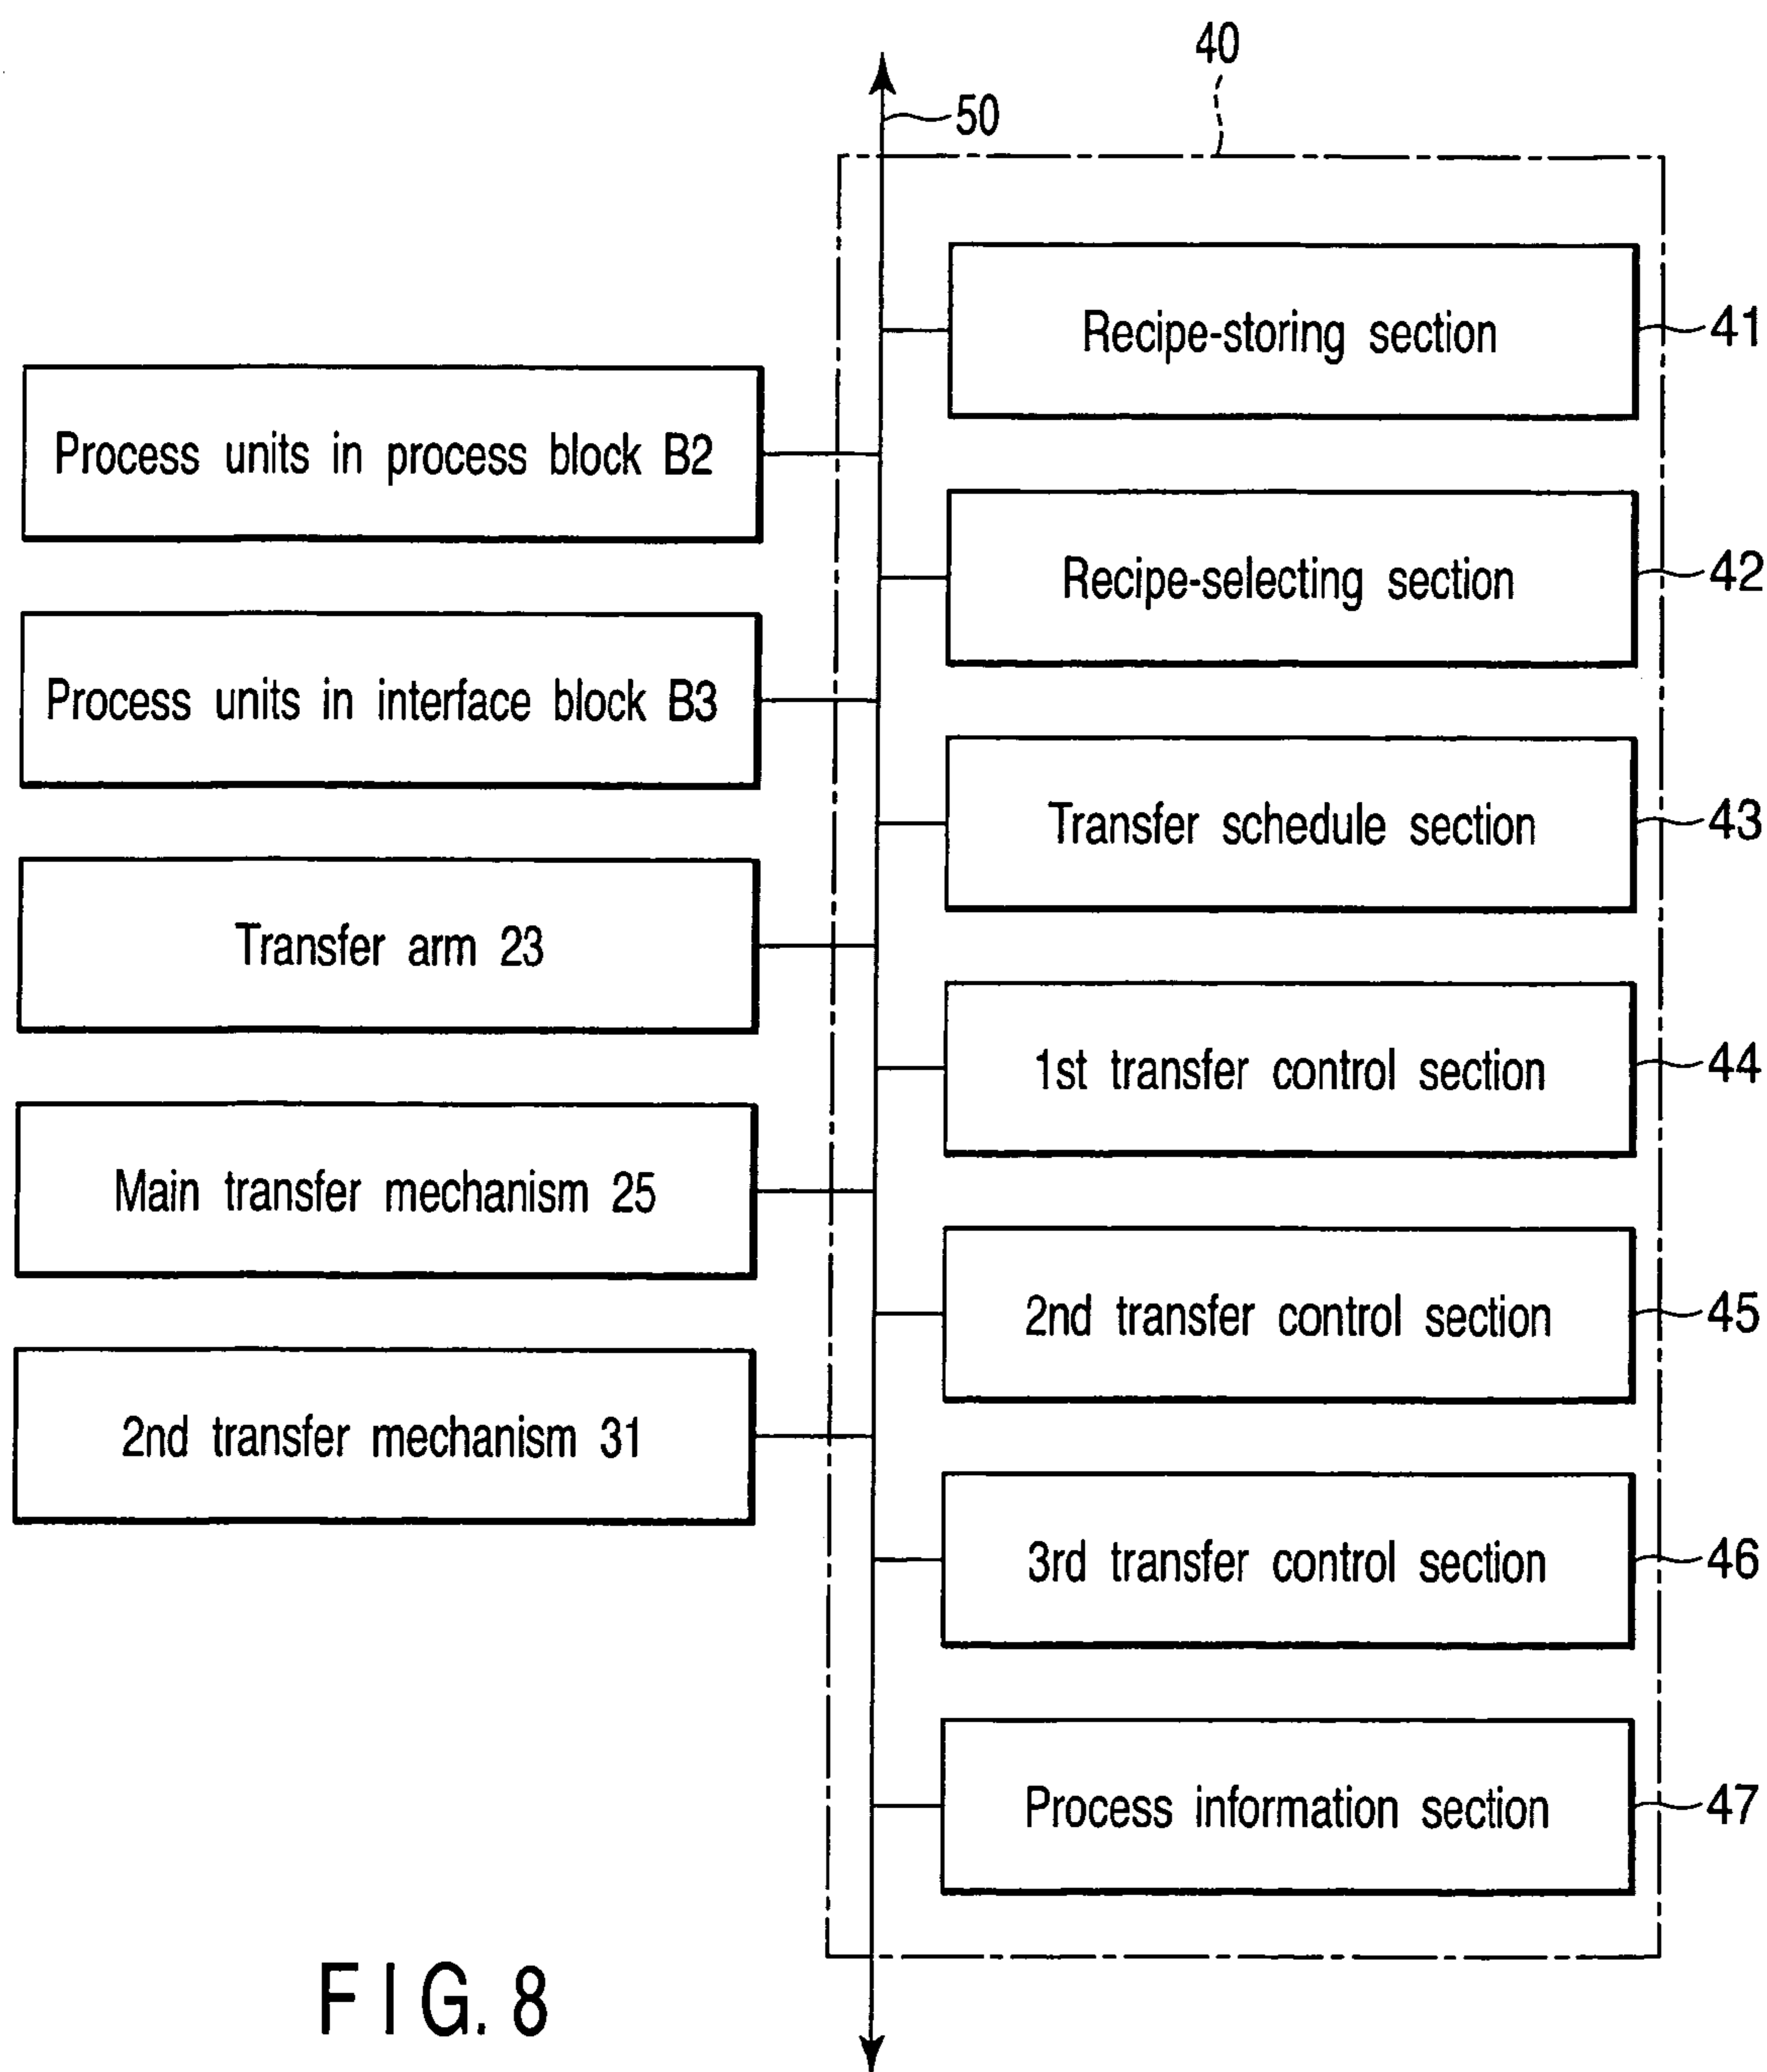 40
50
Recipe-storing section
41
Process units in process block B2
Recipe-selecting section
42
Process units in interface block B3
Transfer schedule section
43
Transfer arm 23
1st transfer control section
44
Main transfer mechanism 25
2nd transfer control section
45
2nd transfer mechanism 31
3rd transfer control section
46
Process information section
47
FIG. 8